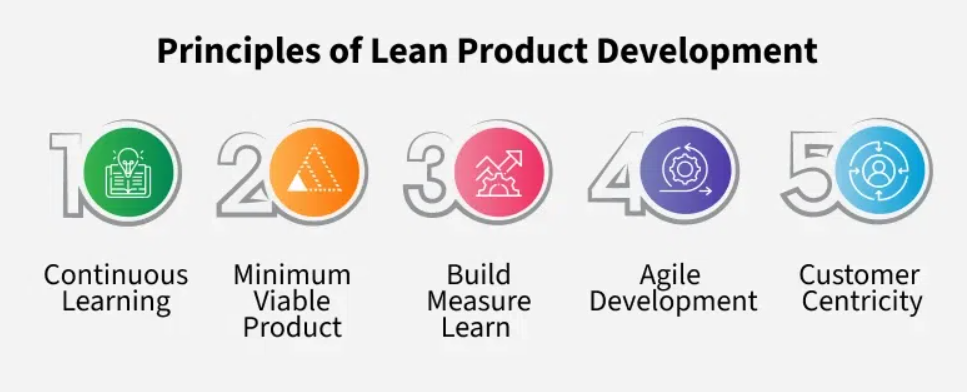 Principles of Lean Product Development
1
Continuous
Learning
2
Minimum
Viable
Product
3
Build
Measure
Learn
4
Agile
Development
5
Customer
Centricity